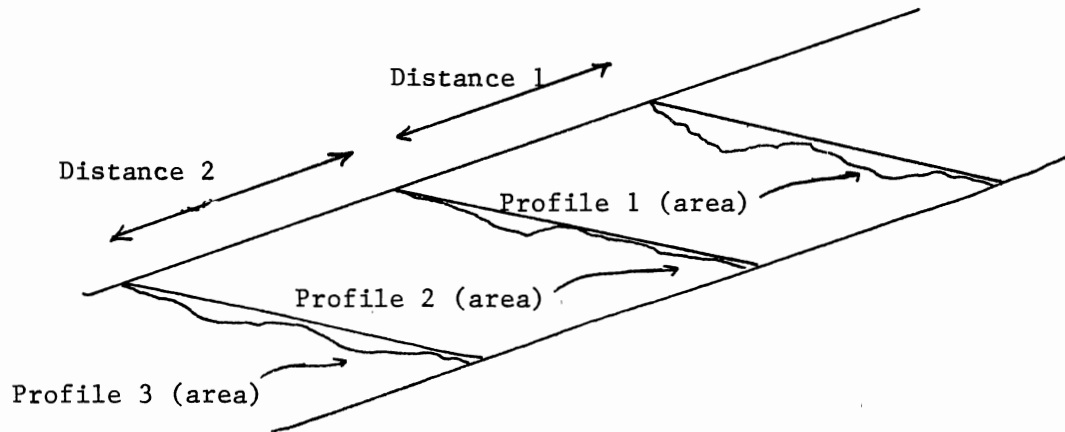 Distance 1
Distance 2
Profile 1 (area)
Profile 2 (area)
Profile 3 (area)